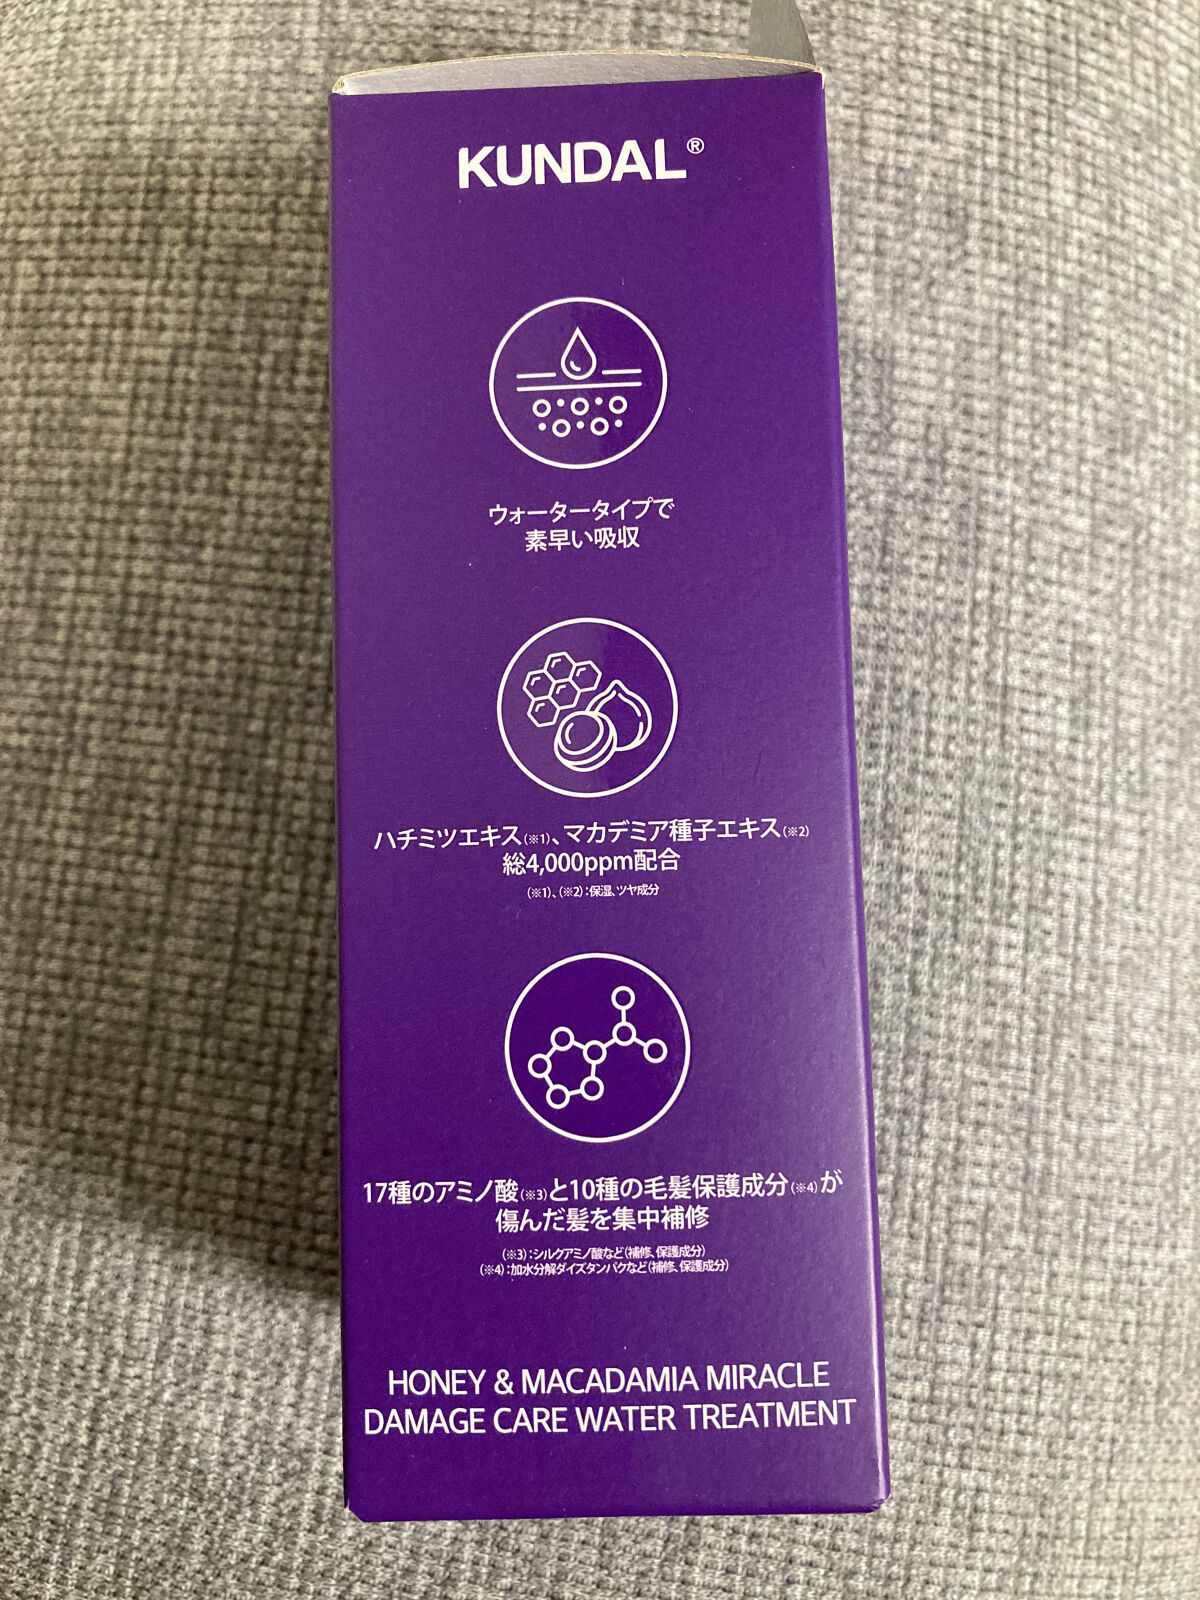 KUNDAL®
ウォータータイプで
素早い吸収
ハチミツエキス(※1)、マカデミア種子エキス(※2)
総4,000ppm配合
(※1)、(※2):保湿、ツヤ成分
17種のアミノ酸(※3)と10種の毛髪保護成分(※4)が
傷んだ髪を集中補修
(※3):シルクアミノ酸など(補修、保護成分)
(※4):加水分解ダイズタンパクなど(補修、保護成分)
HONEY & MACADAMIA MIRACLE
DAMAGE CARE WATER TREATMENT